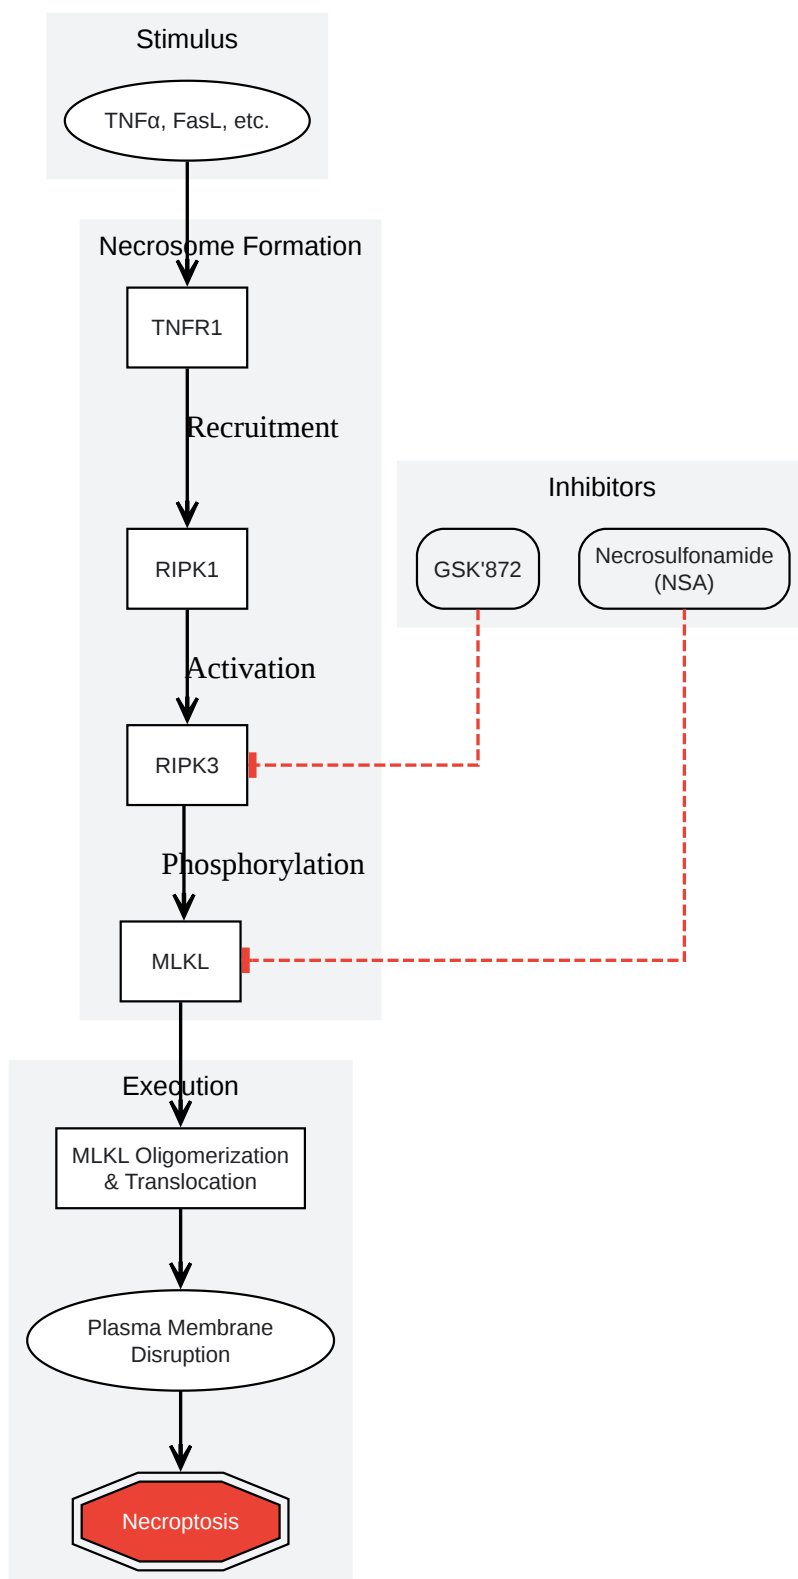 Stimulus
TNFα, FasL, etc.
Necrosome Formation
TNFR1
Recruitment
Inhibitors
RIPK1
GSK'872
Necrosulfonamide
(NSA)
Activation
RIPK3
Phosphorylation
MLKL
Execution
MLKL Oligomerization
& Translocation
Plasma Membrane
Disruption
Necroptosis